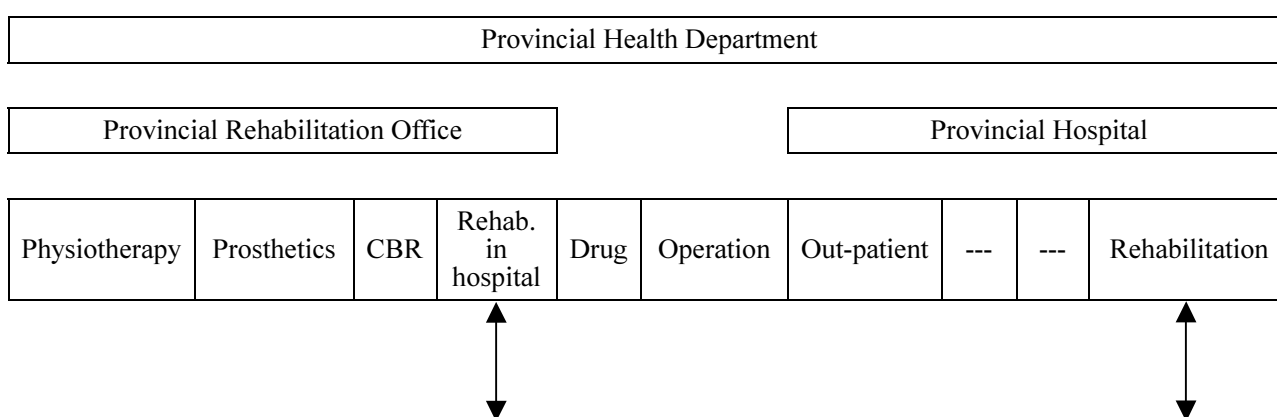 Provincial Health Department
Provincial Rehabilitation Office
Provincial Hospital
Physiotherapy
Prosthetics
CBR
Rehab.
in
hospital
Drug
Operation
Out-patient
---
---
Rehabilitation